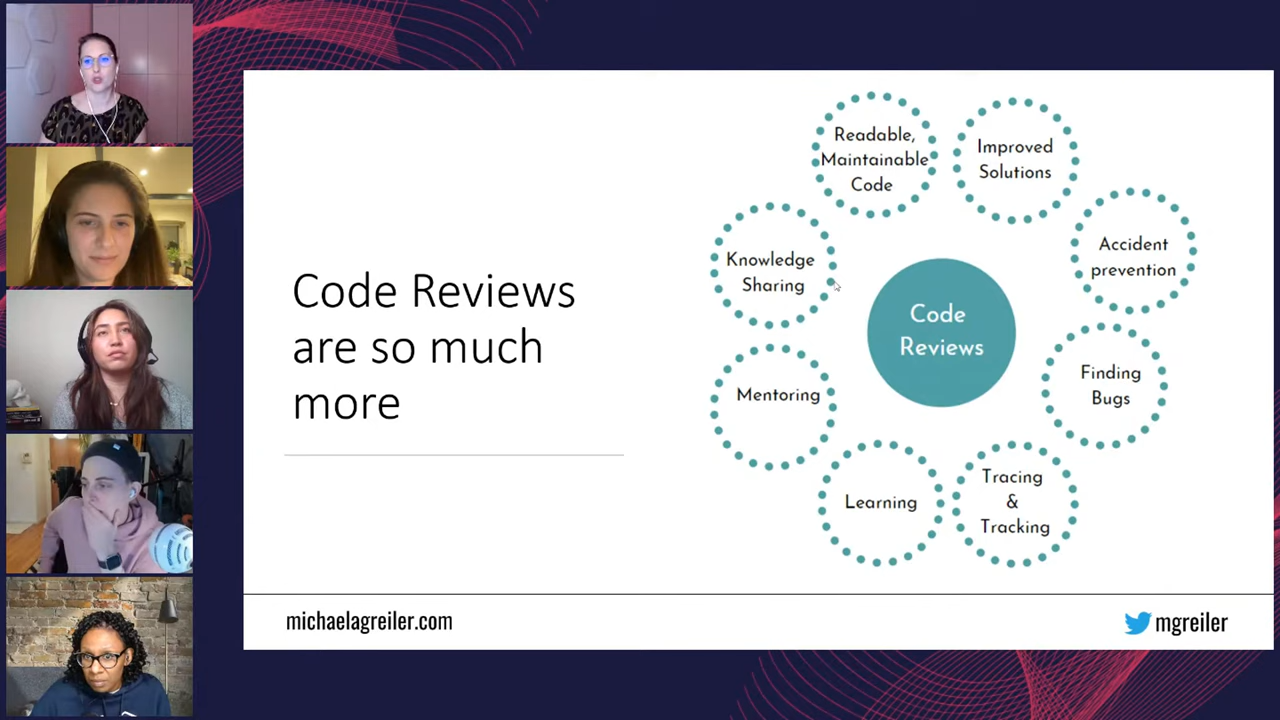 Code Reviews
are so much
more
Readable,
Maintainable
Code
Improved
Solutions
Accident
prevention
Finding
Bugs
Tracing
&
Tracking
Learning
Mentoring
Knowledge
Sharing
Code
Reviews
michaelagreiler.com
mgreiler